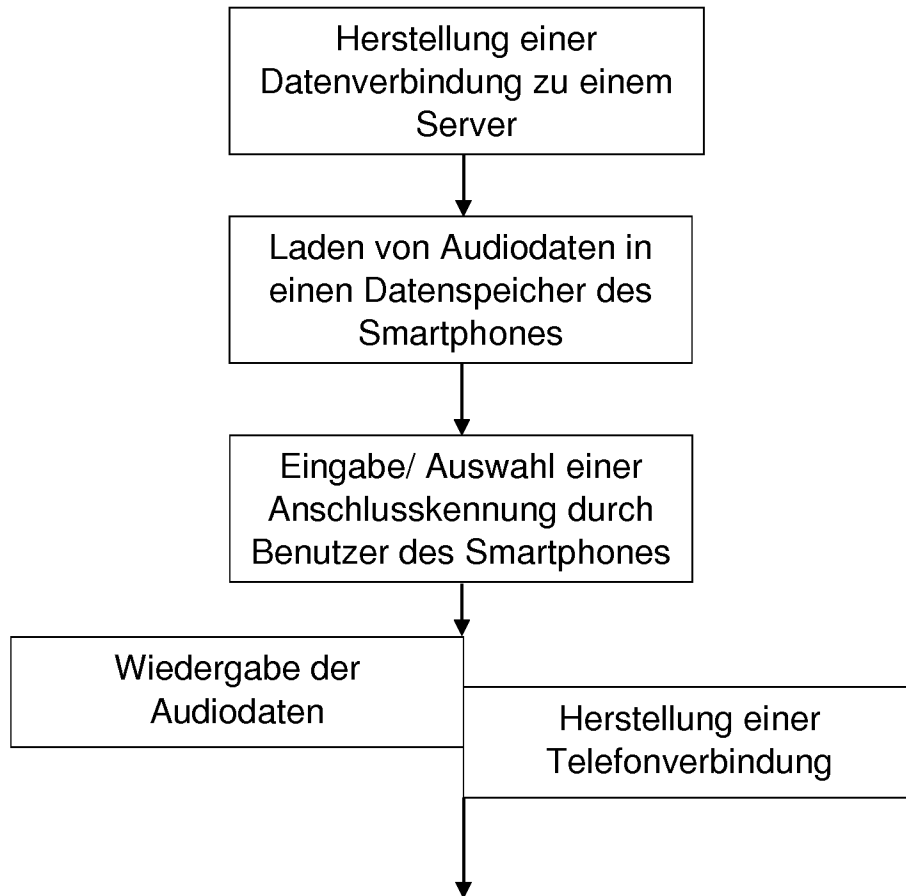 Herstellung einer
Datenverbindung zu einem
Server
Laden von Audiodaten in
einen Datenspeicher des
Smartphones
Eingabe/ Auswahl einer
Anschlusskennung durch
Benutzer des Smartphones
Wiedergabe der
Audiodaten
Herstellung einer
Telefonverbindung